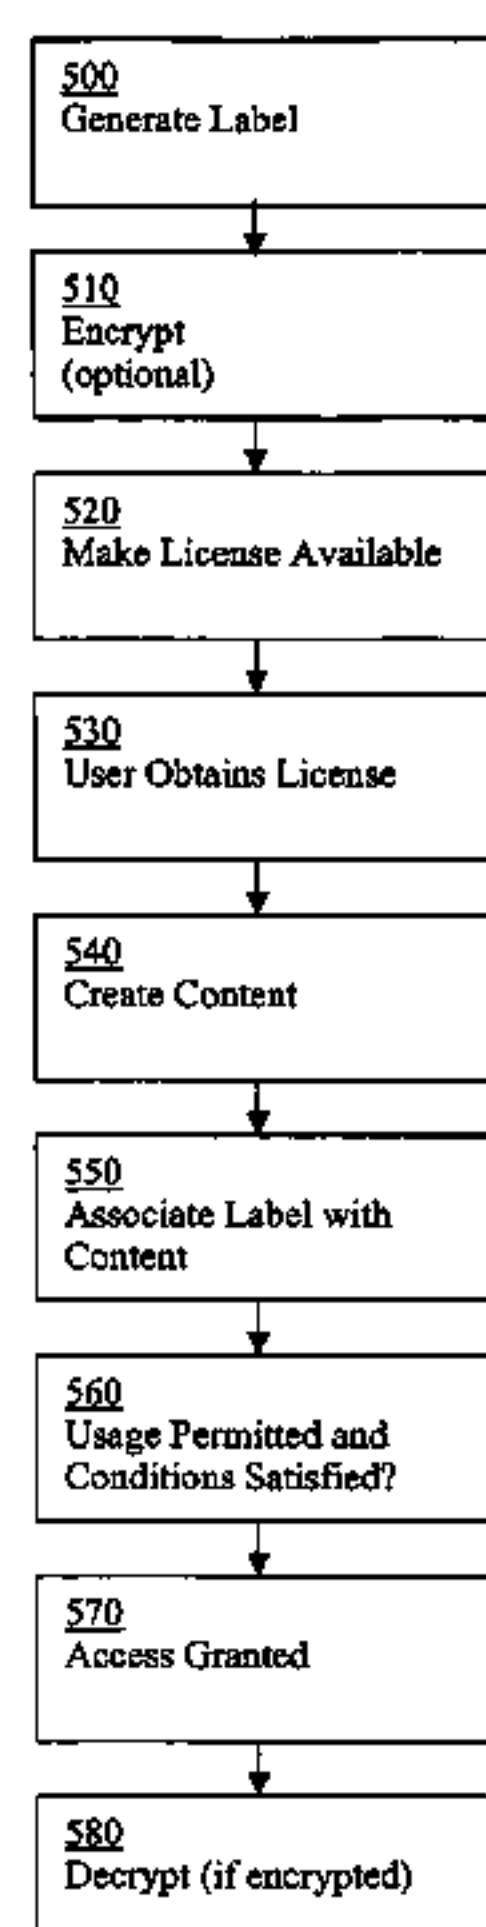 500
Generate Label
510
Encrypt
(optional)
520
Make License Available
530
User Obtains License
540
Create Content
550
Associate Label with
Content
560
Usage Permitted and
Conditions Satisfied?
570
Access Granted
580
Decrypt (if encrypted)